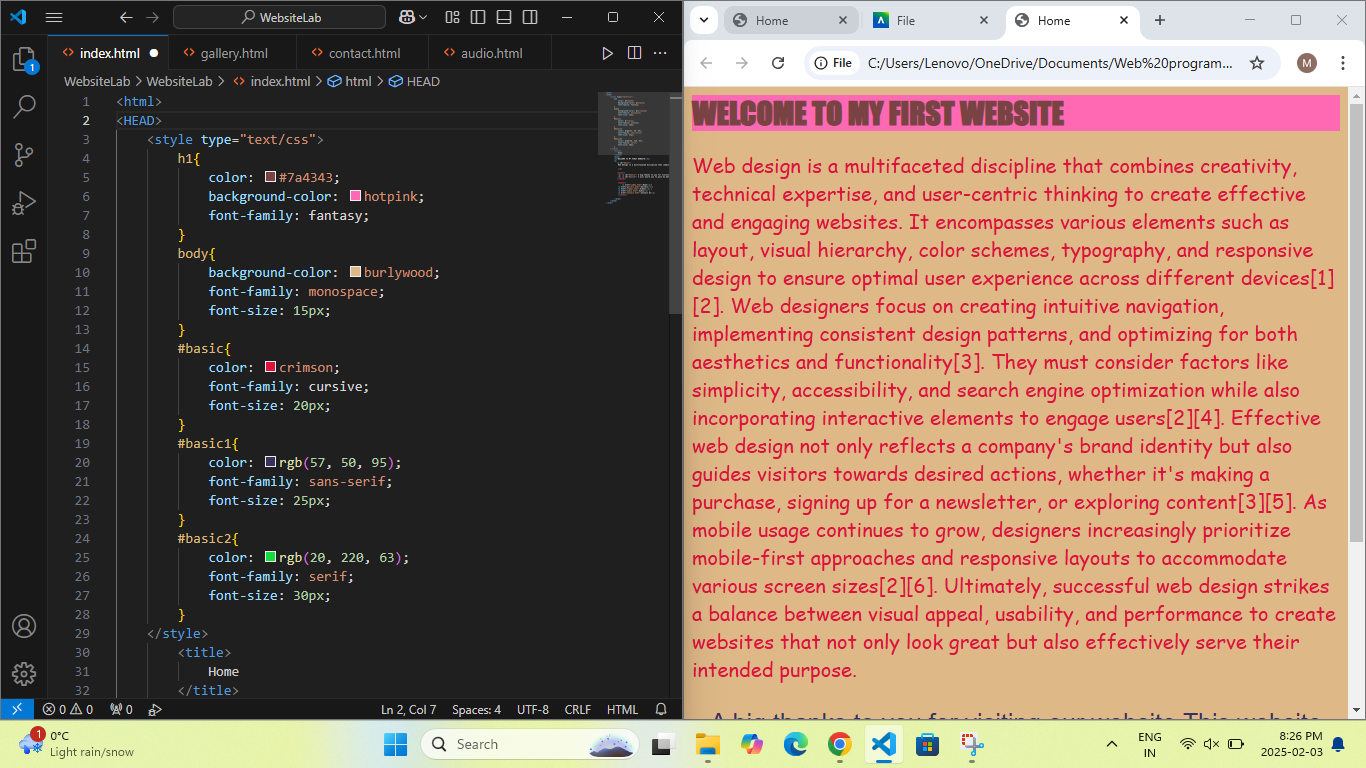 WebsiteLab
index.html
gallery.html
contact.html
audio.html
WebsiteLab > WebsiteLab > index.html > html > HEAD
1 <html>
2 <HEAD>
3 <style type="text/css">
4 h1{
5 color: #7a4343;
6 background-color: hotpink;
7 font-family: fantasy;
8 }
9 body{
10 background-color: burlywood;
11 font-family: monospace;
12 font-size: 15px;
13 }
14 #basic{
15 color: crimson;
16 font-family: cursive;
17 font-size: 20px;
18 }
19 #basic1{
20 color: rgb(57, 50, 95);
21 font-family: sans-serif;
22 font-size: 25px;
23 }
24 #basic2{
25 color: rgb(20, 220, 63);
26 font-family: serif;
27 font-size: 30px;
28 }
29 </style>
30 <title>
31 Home
32 </title>
1
0 0 0 Ln 2, Col 7 Spaces: 4 UTF-8 CRLF HTML
Home
File
Home
File C:/Users/Lenovo/OneDrive/Documents/Web%20program... M
WELCOME TO MY FIRST WEBSITE
Web design is a multifaceted discipline that combines creativity,
technical expertise, and user-centric thinking to create effective
and engaging websites. It encompasses various elements such as
layout, visual hierarchy, color schemes, typography, and responsive
design to ensure optimal user experience across different devices[1]
[2]. Web designers focus on creating intuitive navigation,
implementing consistent design patterns, and optimizing for both
aesthetics and functionality[3]. They must consider factors like
simplicity, accessibility, and search engine optimization while also
incorporating interactive elements to engage users[2][4]. Effective
web design not only reflects a company's brand identity but also
guides visitors towards desired actions, whether it's making a
purchase, signing up for a newsletter, or exploring content[3][5]. As
mobile usage continues to grow, designers increasingly prioritize
mobile-first approaches and responsive layouts to accommodate
various screen sizes[2][6]. Ultimately, successful web design strikes
a balance between visual appeal, usability, and performance to create
websites that not only look great but also effectively serve their
intended purpose.
A big thanks to you for visiting our website This website
1
0°C
Light rain/snow
Search
ENG
IN
8:26 PM
2025-02-03